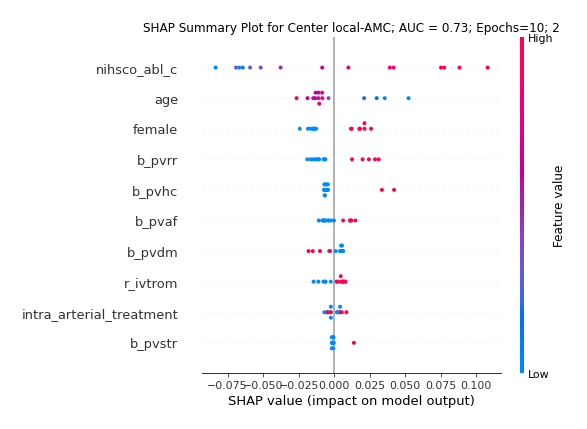 SHAP Summary Plot for Center local-AMC; AUC = 0.73; Epochs=10; 2
High
nihsco_abl_c
age
female
b_pvrr
b_pvhc
b_pvaf
b_pvdm
r_ivtrom
intra_arterial_treatment
b_pvstr
Feature value
Low
−0.075 −0.050 −0.025 0.000 0.025 0.050 0.075 0.100
SHAP value (impact on model output)